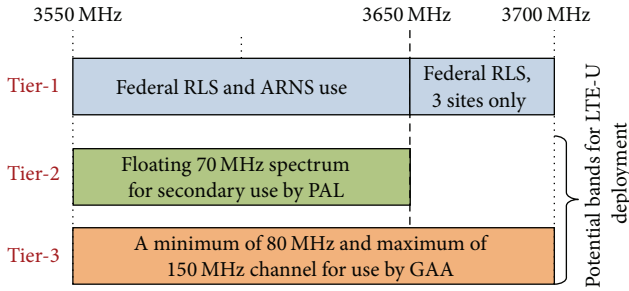 3550 MHz 3650 MHz 3700 MHz
Tier-1
Federal RLS and ARNS use
Federal RLS,
3 sites only
Tier-2
Floating 70 MHz spectrum
for secondary use by PAL
Tier-3
A minimum of 80 MHz and maximum of
150 MHz channel for use by GAA
Potential bands for LTE-U
deployment